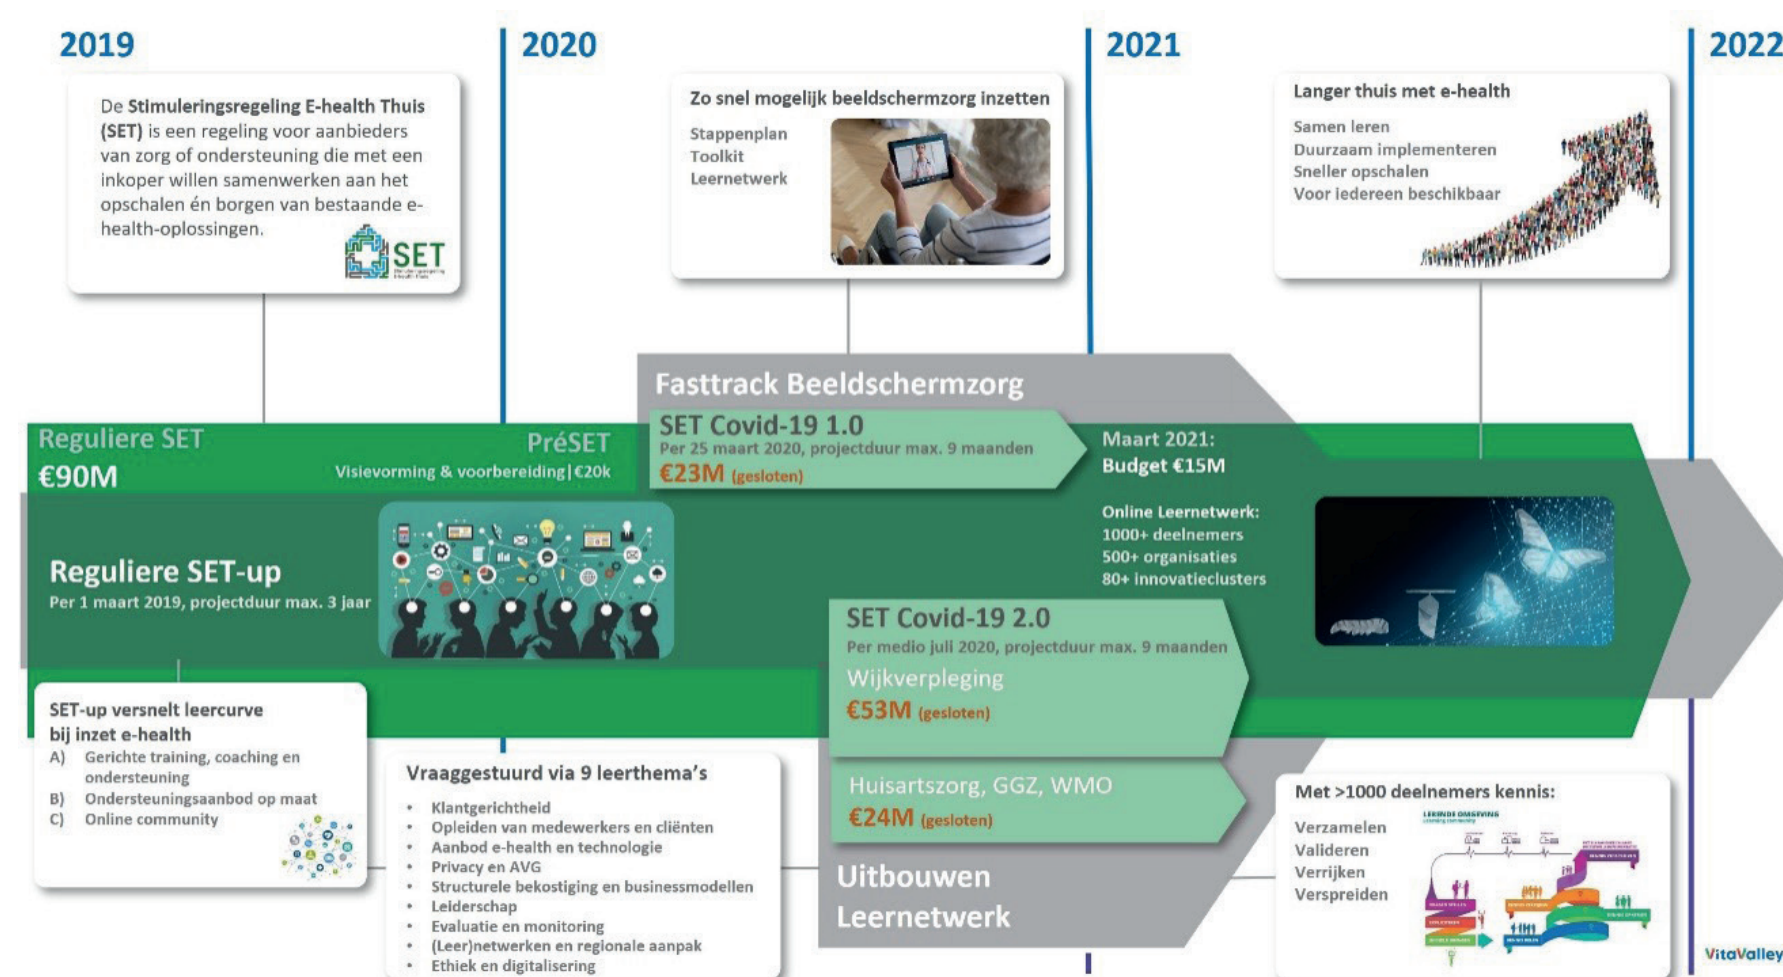 2019
2020
2021
2022
De Stimuleringsregeling E-health Thuis
(SET) is een regeling voor aanbieders
van zorg of ondersteuning die met een
inkoper willen samenwerken aan het
opschalen én borgen van bestaande e-
health-oplossingen.
SET
Stimuleringsregeling
E-health Thuis
Zo snel mogelijk beeldschermzorg inzetten
Stappenplan
Toolkit
Leernetwerk
Langer thuis met e-health
Samen leren
Duurzaam implementeren
Sneller opschalen
Voor iedereen beschikbaar
Fasttrack Beeldschermzorg
Reguliere SET
€90M
PréSET
Visievorming & voorbereiding|€20k
SET Covid-19 1.0
Per 25 maart 2020, projectduur max. 9 maanden
€23M (gesloten)
Maart 2021:
Budget €15M
Online Leernetwerk:
1000+ deelnemers
500+ organisaties
80+ innovatieclusters
Reguliere SET-up
Per 1 maart 2019, projectduur max. 3 jaar
SET Covid-19 2.0
Per medio juli 2020, projectduur max. 9 maanden
Wijkverpleging
€53M (gesloten)
Huisartszorg, GGZ, WMO
€24M (gesloten)
Uitbouwen
Leernetwerk
SET-up versnelt leercurve
bij inzet e-health
A) Gerichte training, coaching en
ondersteuning
B) Ondersteuningsaanbod op maat
C) Online community
Vraaggestuurd via 9 leerthema's
• Klantgerichtheid
• Opleiden van medewerkers en cliënten
• Aanbod e-health en technologie
• Privacy en AVG
• Structurele bekostiging en businessmodellen
• Leiderschap
• Evaluatie en monitoring
• (Leer)netwerken en regionale aanpak
• Ethiek en digitalisering
Met >1000 deelnemers kennis:
Verzamelen
Valideren
Verrijken
Verspreiden
LERENDE OMGEVING
VitaValley